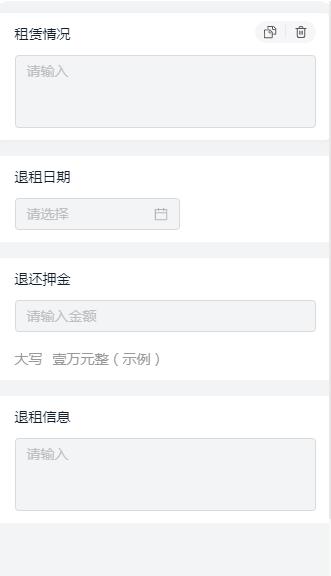 租赁情况
请输入
退租日期
请选择
退还押金
请输入金额
大写 壹万元整（示例）
退租信息
请输入